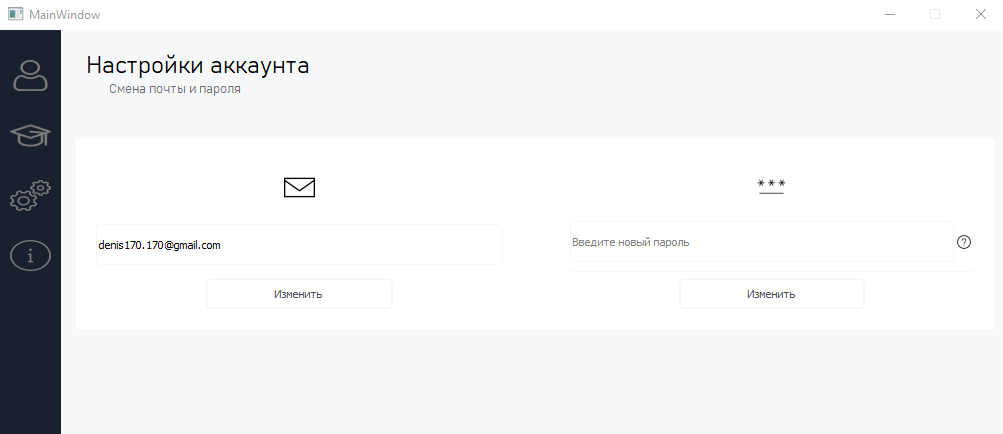 MainWindow
Настройки аккаунта
Смена почты и пароля
***
denis170.170@gmail.com
Введите новый пароль
?
Изменить
Изменить
i